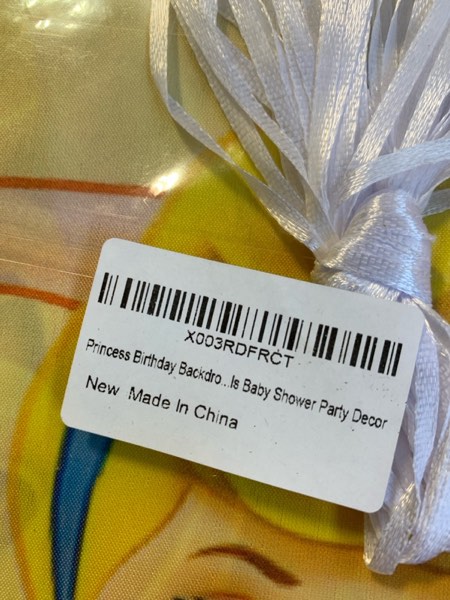 X003RDFRCT
Princess Birthday Backdro...ls Baby Shower Party Decor
New Made In China